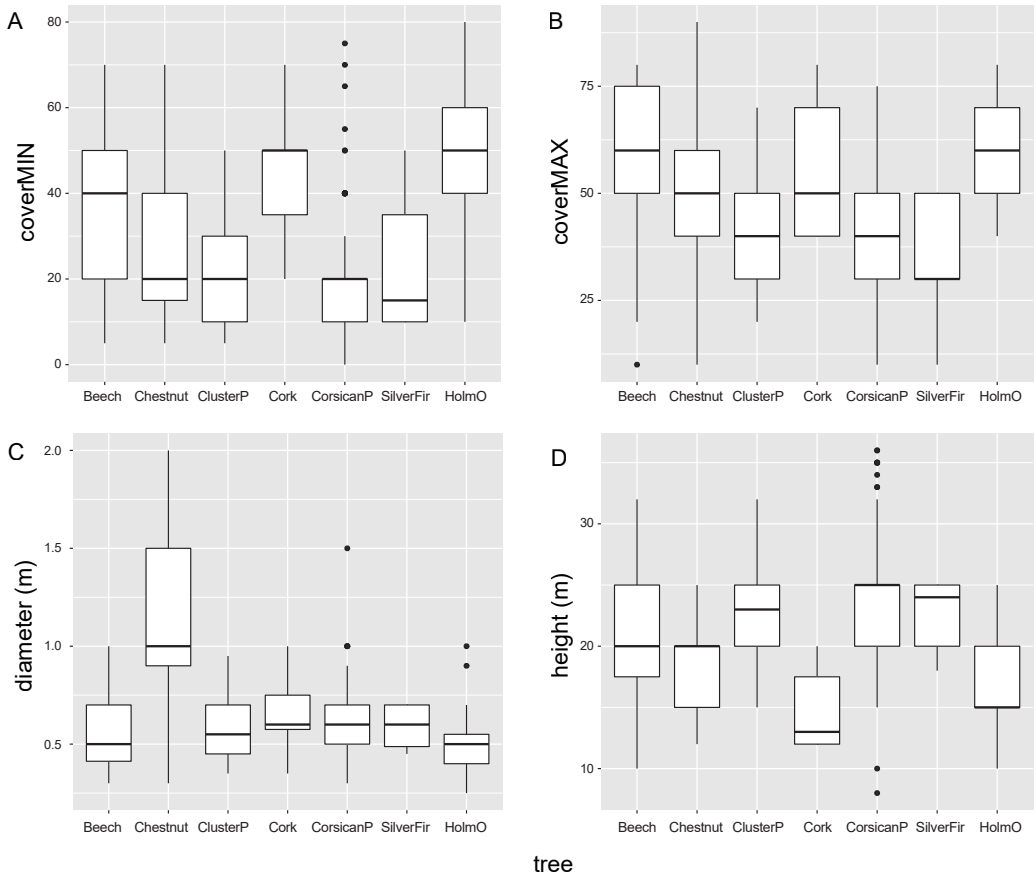 A
coverMIN
80
60
40
20
0
Beech Chestnut ClusterP Cork CorsicanP SilverFir HolmO
B
coverMAX
75
50
25
Beech Chestnut ClusterP Cork CorsicanP SilverFir HolmO
C
diameter (m)
2.0
1.5
1.0
0.5
Beech Chestnut ClusterP Cork CorsicanP SilverFir HolmO
D
height (m)
30
20
10
Beech Chestnut ClusterP Cork CorsicanP SilverFir HolmO
tree